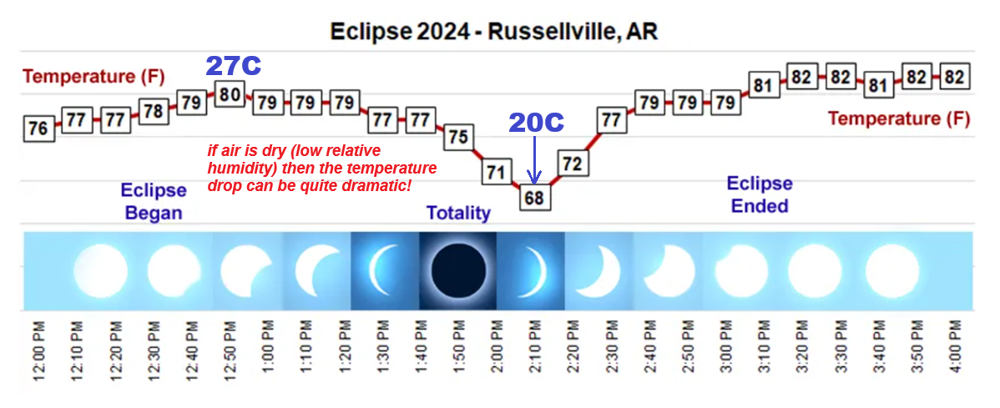 Eclipse 2024 - Russellville, AR
27C
Temperature (F)
76
77
77
78
79
80
79
79
79
77
77
75
71
68
72
77
79
79
79
81
82
82
81
82
82
20C
Temperature (F)
if air is dry (low relative
humidity) then the temperature
drop can be quite dramatic!
Eclipse
Began
Totality
Eclipse
Ended
12:00 PM
12:10 PM
12:20 PM
12:30 PM
12:40 PM
12:50 PM
1:00 PM
1:10 PM
1:20 PM
1:30 PM
1:40 PM
1:50 PM
2:00 PM
2:10 PM
2:20 PM
2:30 PM
2:40 PM
2:50 PM
3:00 PM
3:10 PM
3:20 PM
3:30 PM
3:40 PM
3:50 PM
4:00 PM